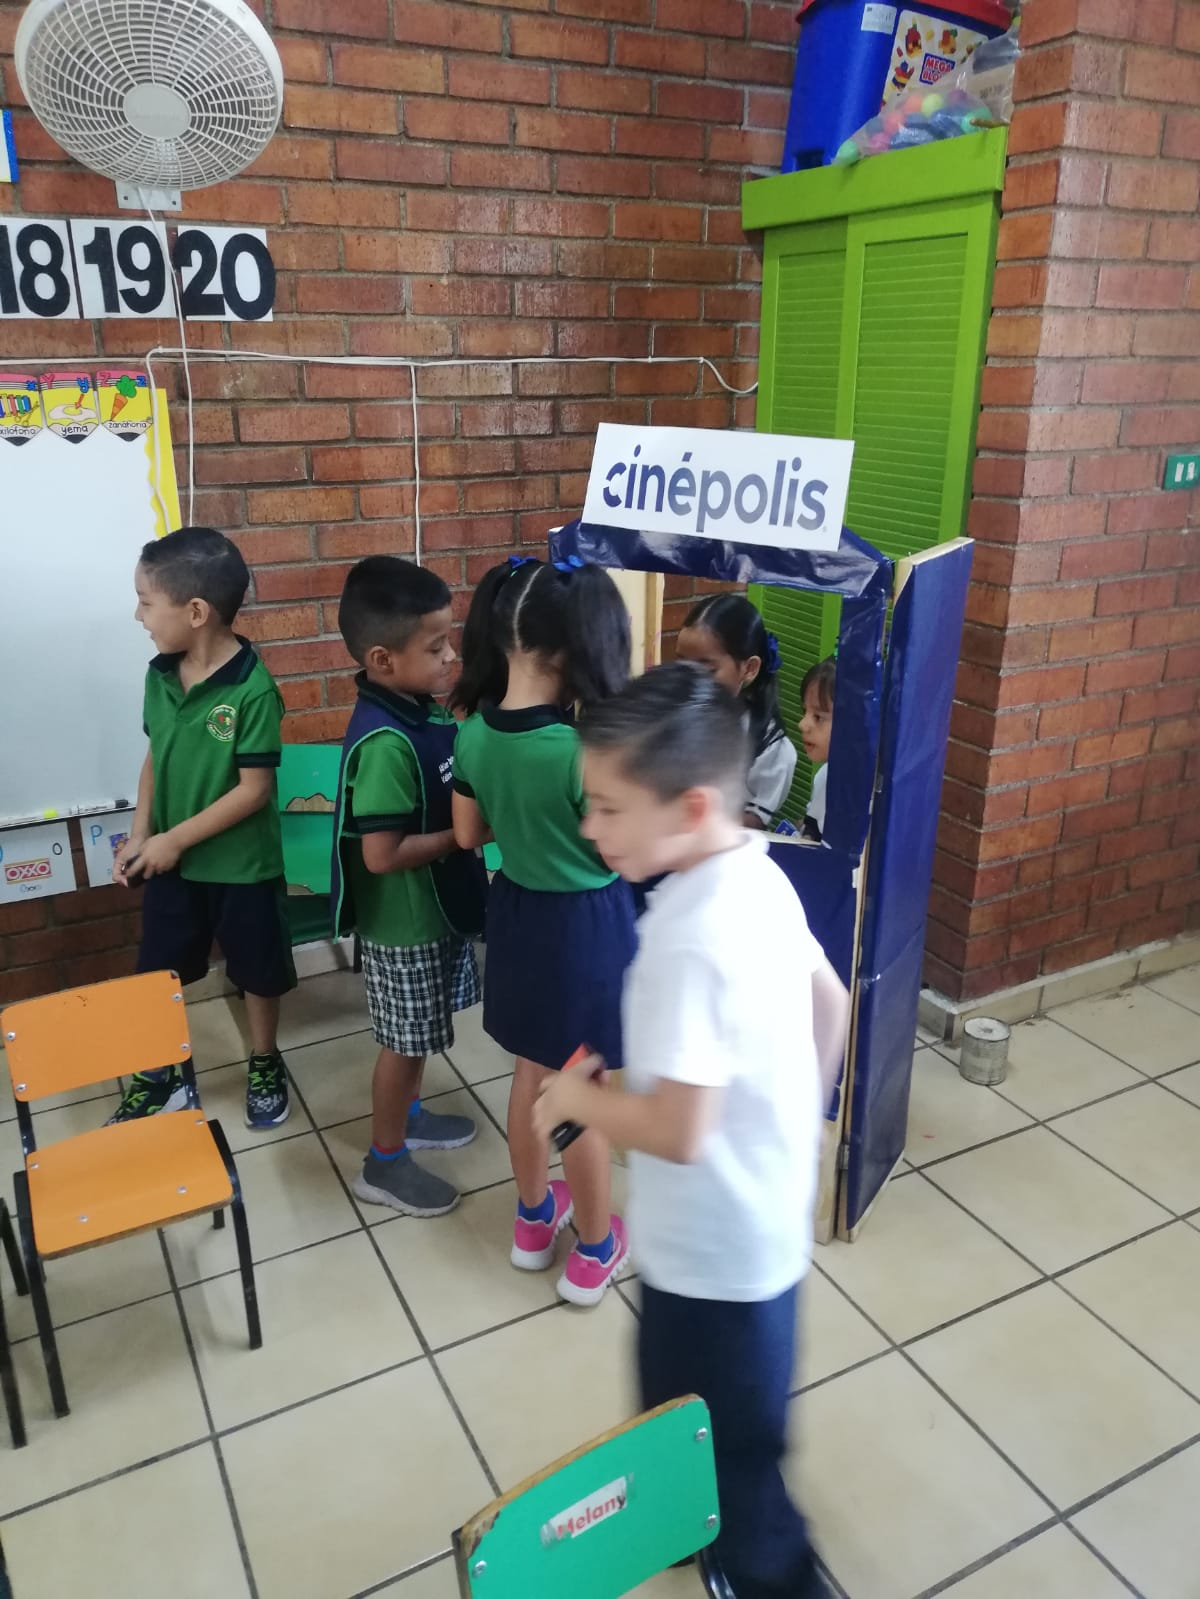 MEGA
BLOKS
18 19 20
x Y y Z z
xilófono yema zanahoria
cinépolis
O
P
OXXO
Melany